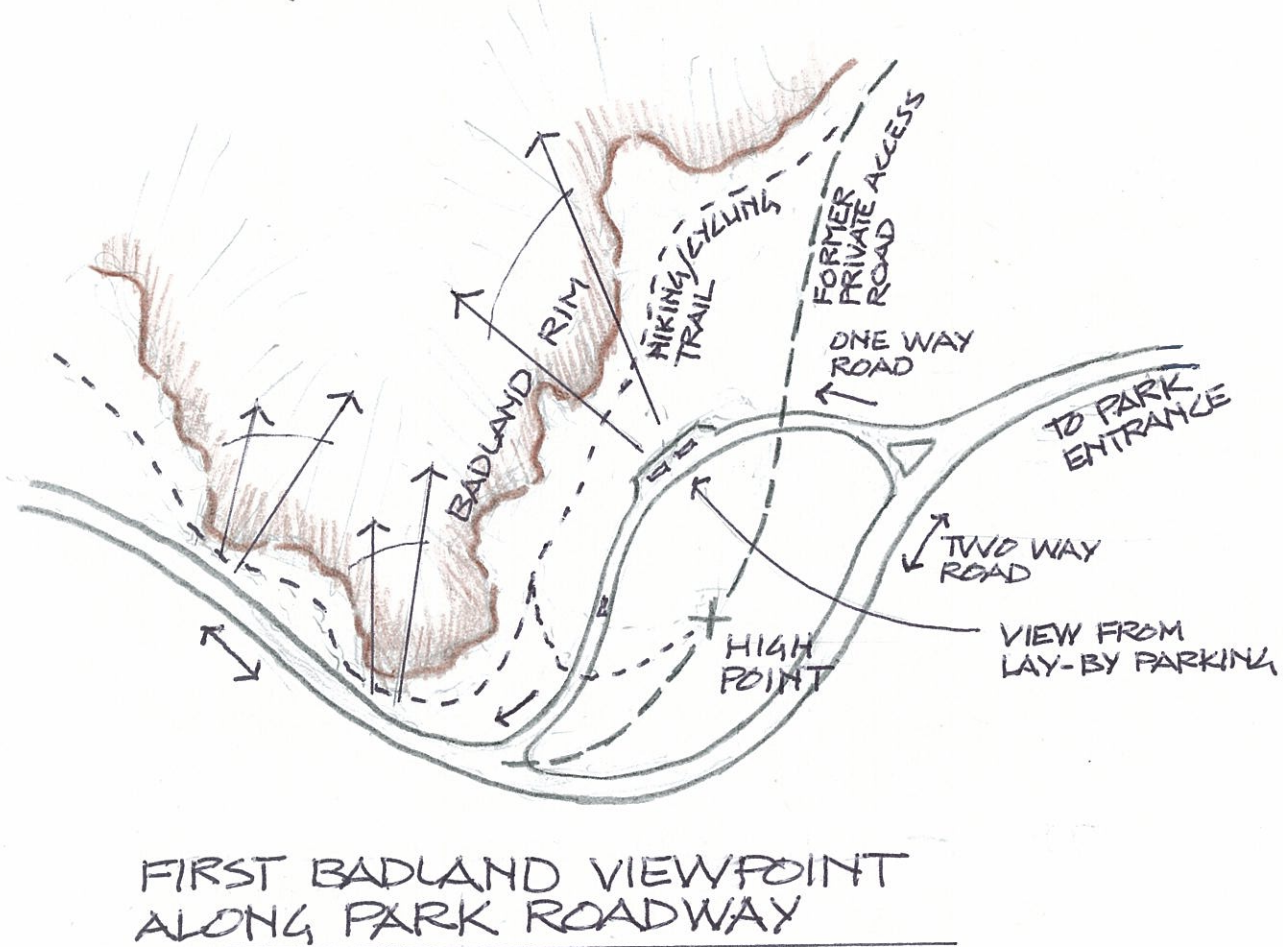 FORMER
PRIVATE ACCESS
ROAD
HIKING/CYCLING
TRAIL
BADLAND RIM
ONE WAY
ROAD
TO PARK
ENTRANCE
TWO WAY
ROAD
VIEW FROM
LAY-BY PARKING
HIGH
POINT
FIRST BADLAND VIEWPOINT
ALONG PARK ROADWAY